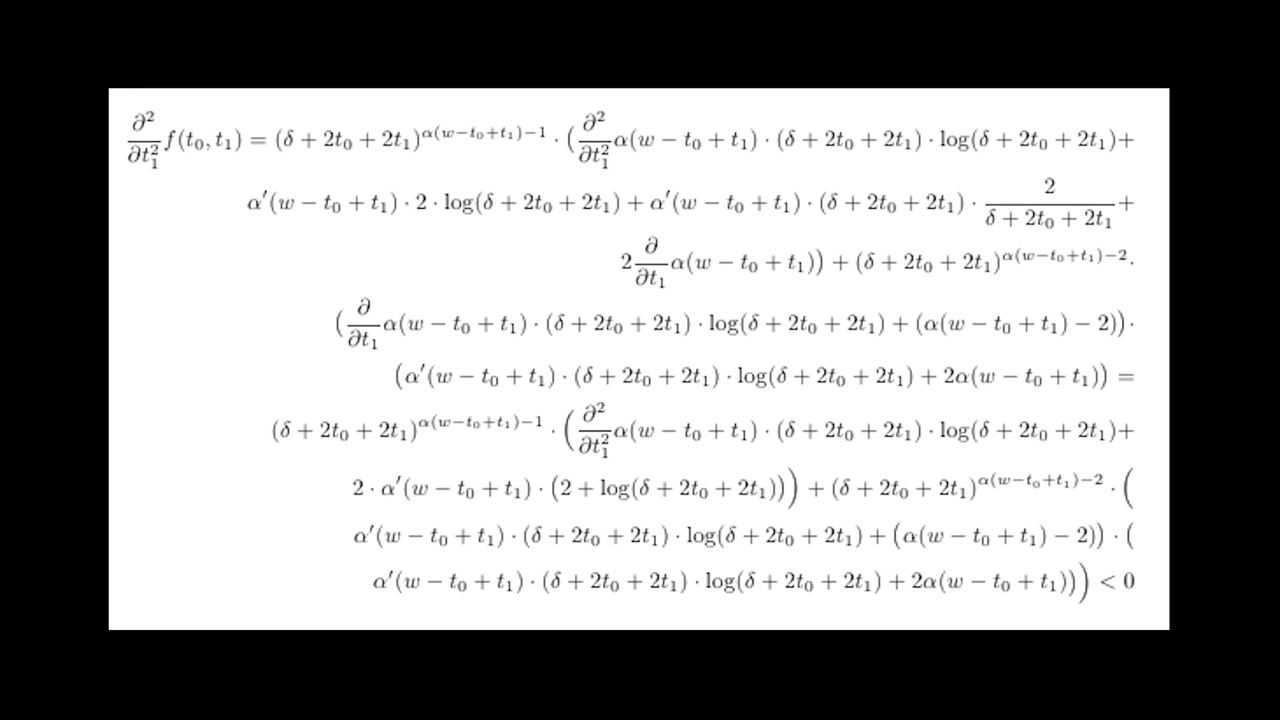 ∂²/∂t₁² f(t₀, t₁) = (δ + 2t₀ + 2t₁)^{α(w−t₀+t₁)−1} · (∂²/∂t₁² α(w − t₀ + t₁) · (δ + 2t₀ + 2t₁) · log(δ + 2t₀ + 2t₁)+
α′(w − t₀ + t₁) · 2 · log(δ + 2t₀ + 2t₁) + α′(w − t₀ + t₁) · (δ + 2t₀ + 2t₁) · 2/(δ + 2t₀ + 2t₁) +
2 ∂/∂t₁ α(w − t₀ + t₁)) + (δ + 2t₀ + 2t₁)^{α(w−t₀+t₁)−2}·
(∂/∂t₁ α(w − t₀ + t₁) · (δ + 2t₀ + 2t₁) · log(δ + 2t₀ + 2t₁) + (α(w − t₀ + t₁) − 2))·
(α′(w − t₀ + t₁) · (δ + 2t₀ + 2t₁) · log(δ + 2t₀ + 2t₁) + 2α(w − t₀ + t₁)) =
(δ + 2t₀ + 2t₁)^{α(w−t₀+t₁)−1} · (∂²/∂t₁² α(w − t₀ + t₁) · (δ + 2t₀ + 2t₁) · log(δ + 2t₀ + 2t₁)+
2 · α′(w − t₀ + t₁) · (2 + log(δ + 2t₀ + 2t₁))) + (δ + 2t₀ + 2t₁)^{α(w−t₀+t₁)−2} · (
α′(w − t₀ + t₁) · (δ + 2t₀ + 2t₁) · log(δ + 2t₀ + 2t₁) + (α(w − t₀ + t₁) − 2)) · (
α′(w − t₀ + t₁) · (δ + 2t₀ + 2t₁) · log(δ + 2t₀ + 2t₁) + 2α(w − t₀ + t₁))) < 0